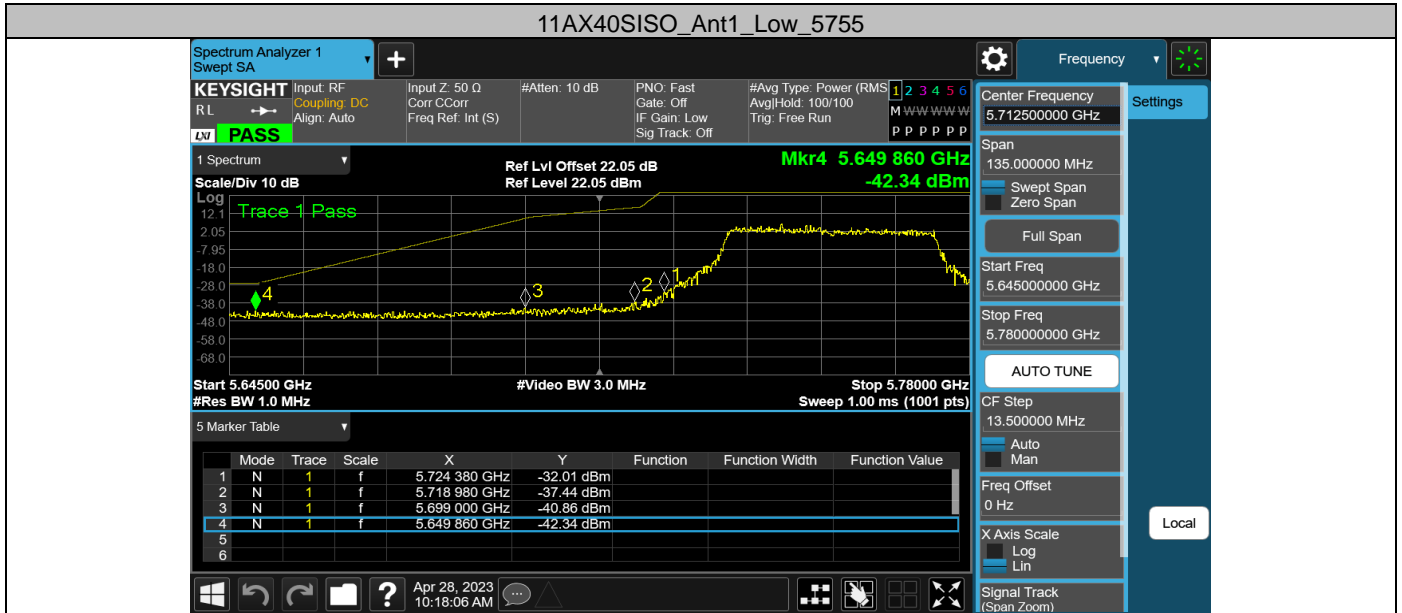 11AX40SISO_Ant1_Low_5755
Spectrum Analyzer 1
Swept SA
Frequency
KEYSIGHT
RL
LXI
PASS
Input: RF
Coupling: DC
Align: Auto
Input Z: 50 Ω
Corr CCorr
Freq Ref: Int (S)
#Atten: 10 dB
PNO: Fast
Gate: Off
IF Gain: Low
Sig Track: Off
#Avg Type: Power (RMS
Avg|Hold: 100/100
Trig: Free Run
1 2 3 4 5 6
M W W W W W
P P P P P P
1 Spectrum
Scale/Div 10 dB
Ref Lvl Offset 22.05 dB
Ref Level 22.05 dBm
Mkr4 5.649 860 GHz
-42.34 dBm
Log
Trace 1 Pass
12.1
2.05
-7.95
-18.0
-28.0
-38.0
-48.0
-58.0
-68.0
4
3
2
1
Start 5.64500 GHz
#Video BW 3.0 MHz
Stop 5.78000 GHz
#Res BW 1.0 MHz
Sweep 1.00 ms (1001 pts)
5 Marker Table
Mode Trace Scale X Y Function Function Width Function Value
1 N 1 f 5.724 380 GHz -32.01 dBm
2 N 1 f 5.718 980 GHz -37.44 dBm
3 N 1 f 5.699 000 GHz -40.86 dBm
4 N 1 f 5.649 860 GHz -42.34 dBm
5
6
Apr 28, 2023
10:18:06 AM
Center Frequency
5.712500000 GHz
Settings
Span
135.000000 MHz
Swept Span
Zero Span
Full Span
Start Freq
5.645000000 GHz
Stop Freq
5.780000000 GHz
AUTO TUNE
CF Step
13.500000 MHz
Auto
Man
Freq Offset
0 Hz
Local
X Axis Scale
Log
Lin
Signal Track
(Span Zoom)